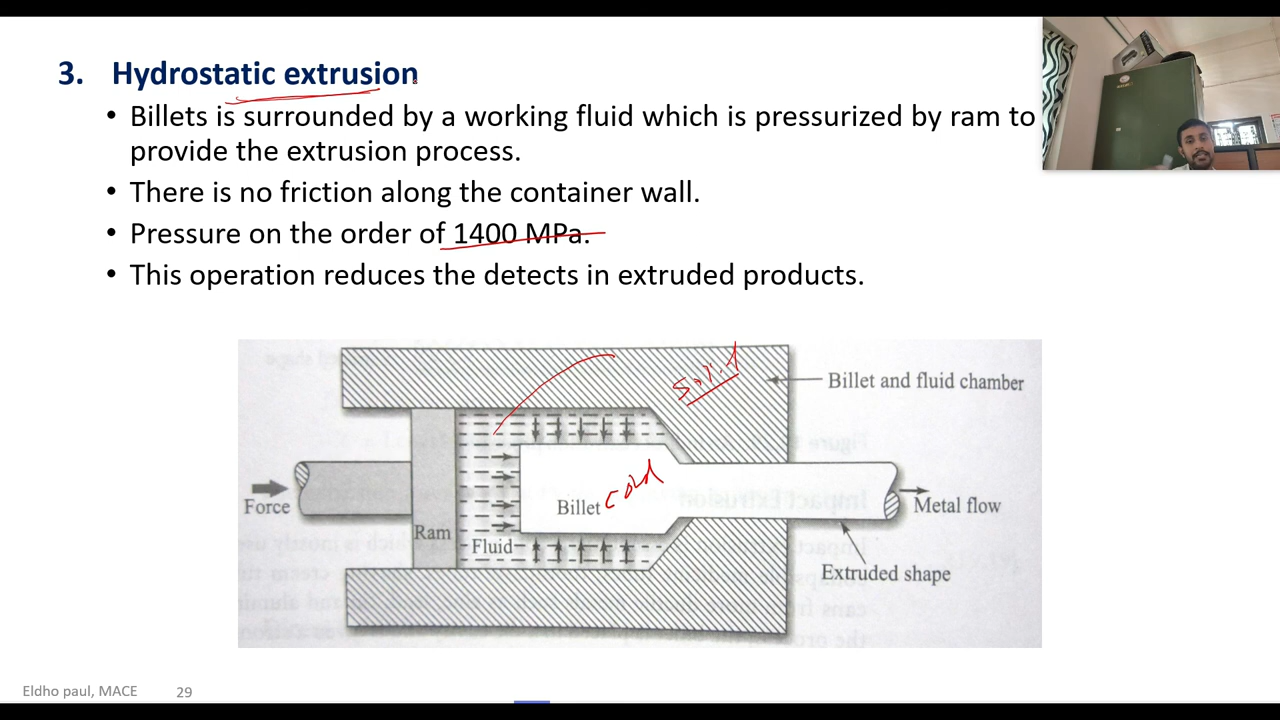 3. Hydrostatic extrusion
• Billets is surrounded by a working fluid which is pressurized by ram to
provide the extrusion process.
• There is no friction along the container wall.
• Pressure on the order of 1400 MPa.
• This operation reduces the detects in extruded products.
Solid
Billet and fluid chamber
cold
Force
Billet
Metal flow
Ram
Fluid
Extruded shape
Eldho paul, MACE 29